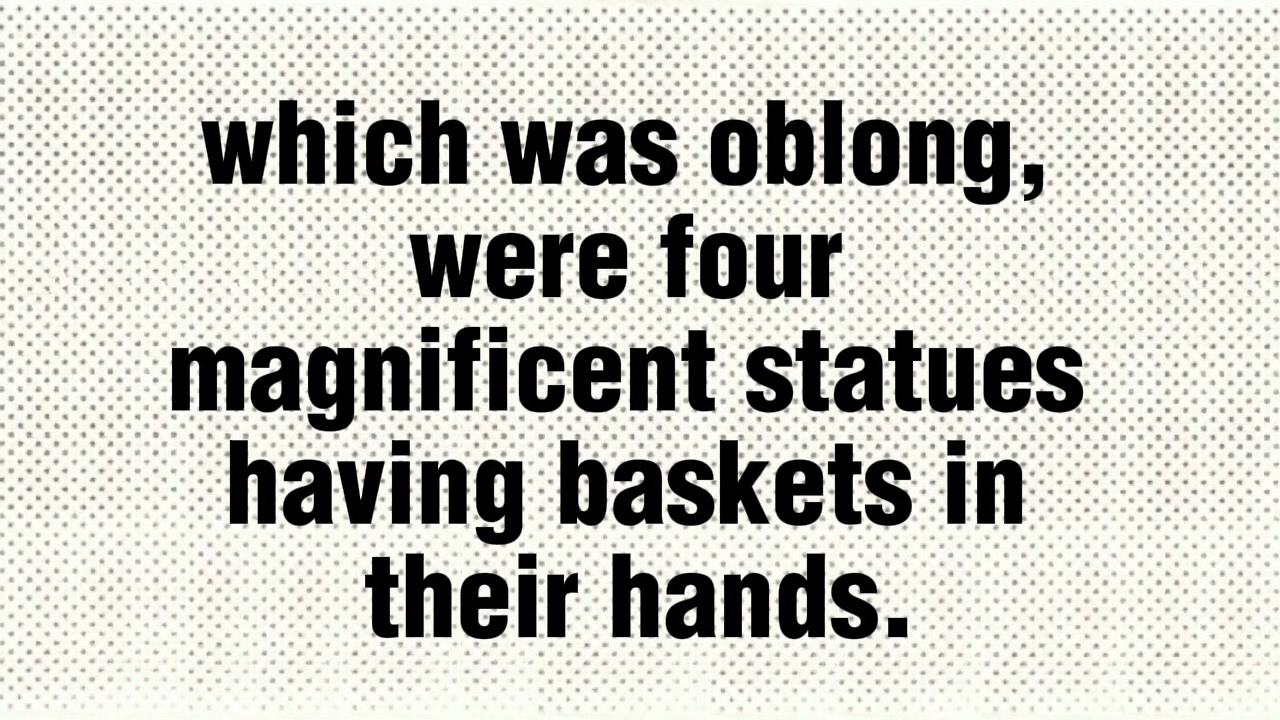 which was oblong,
were four
magnificent statues
having baskets in
their hands.